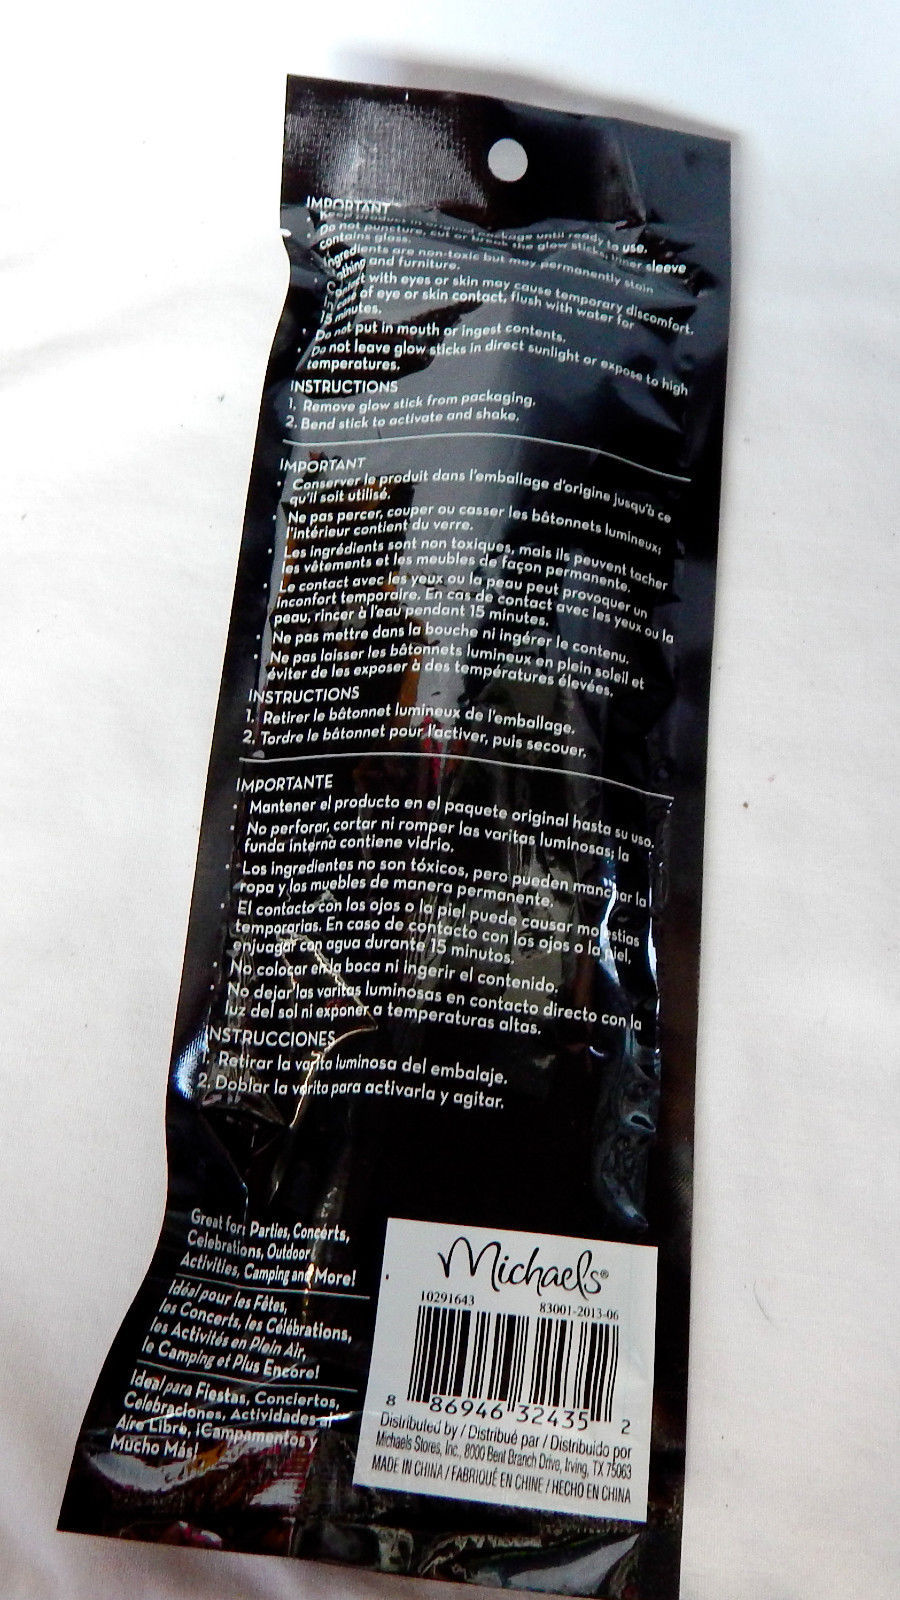 IMPORTANT
• Keep product in original package until ready to use.
• Do not puncture, cut or break the glow sticks; inner sleeve
contains glass.
Ingredients are non-toxic but may permanently stain
clothing and furniture.
Contact with eyes or skin may cause temporary discomfort.
In case of eye or skin contact, flush with water for
15 minutes.
• Do not put in mouth or ingest contents.
• Do not leave glow sticks in direct sunlight or expose to high
temperatures.
INSTRUCTIONS
1. Remove glow stick from packaging.
2. Bend stick to activate and shake.
IMPORTANT
• Conserver le produit dans l'emballage d'origine jusqu'à ce
qu'il soit utilisé.
• Ne pas percer, couper ou casser les bâtonnets lumineux;
l'intérieur contient du verre.
• Les ingrédients sont non toxiques, mais ils peuvent tacher
les vêtements et les meubles de façon permanente.
• Le contact avec les yeux ou la peau peut provoquer un
inconfort temporaire. En cas de contact avec les yeux ou la
peau, rincer à l'eau pendant 15 minutes.
• Ne pas mettre dans la bouche ni ingérer le contenu.
• Ne pas laisser les bâtonnets lumineux en plein soleil et
éviter de les exposer à des températures élevées.
INSTRUCTIONS
1. Retirer le bâtonnet lumineux de l'emballage.
2. Tordre le bâtonnet pour l'activer, puis secouer.
IMPORTANTE
• Mantener el producto en el paquete original hasta su uso.
• No perforar, cortar ni romper las varitas luminosas; la
funda interna contiene vidrio.
• Los ingredientes no son tóxicos, pero pueden manchar la
ropa y los muebles de manera permanente.
• El contacto con los ojos o la piel puede causar molestias
temporarias. En caso de contacto con los ojos o la piel,
enjuagar con agua durante 15 minutos.
• No colocar en la boca ni ingerir el contenido.
• No dejar las varitas luminosas en contacto directo con la
luz del sol ni exponer a temperaturas altas.
INSTRUCCIONES
1. Retirar la varita luminosa del embalaje.
2. Doblar la varita para activarla y agitar.
Great for: Parties, Concerts,
Celebrations, Outdoor
Activities, Camping and More!
Idéal pour les Fêtes,
les Concerts, les Célébrations,
les Activités en Plein Air,
le Camping et Plus Encore!
Ideal para Fiestas, Conciertos,
Celebraciones, Actividades al
Aire Libre, ¡Campamentos y
Mucho Más!
Michaels®
10291643 83001-2013-06
8 86946 32435 2
Distributed by / Distribué par / Distribuido por
Michaels Stores, Inc., 8000 Bent Branch Drive, Irving, TX 75063
MADE IN CHINA / FABRIQUÉ EN CHINE / HECHO EN CHINA